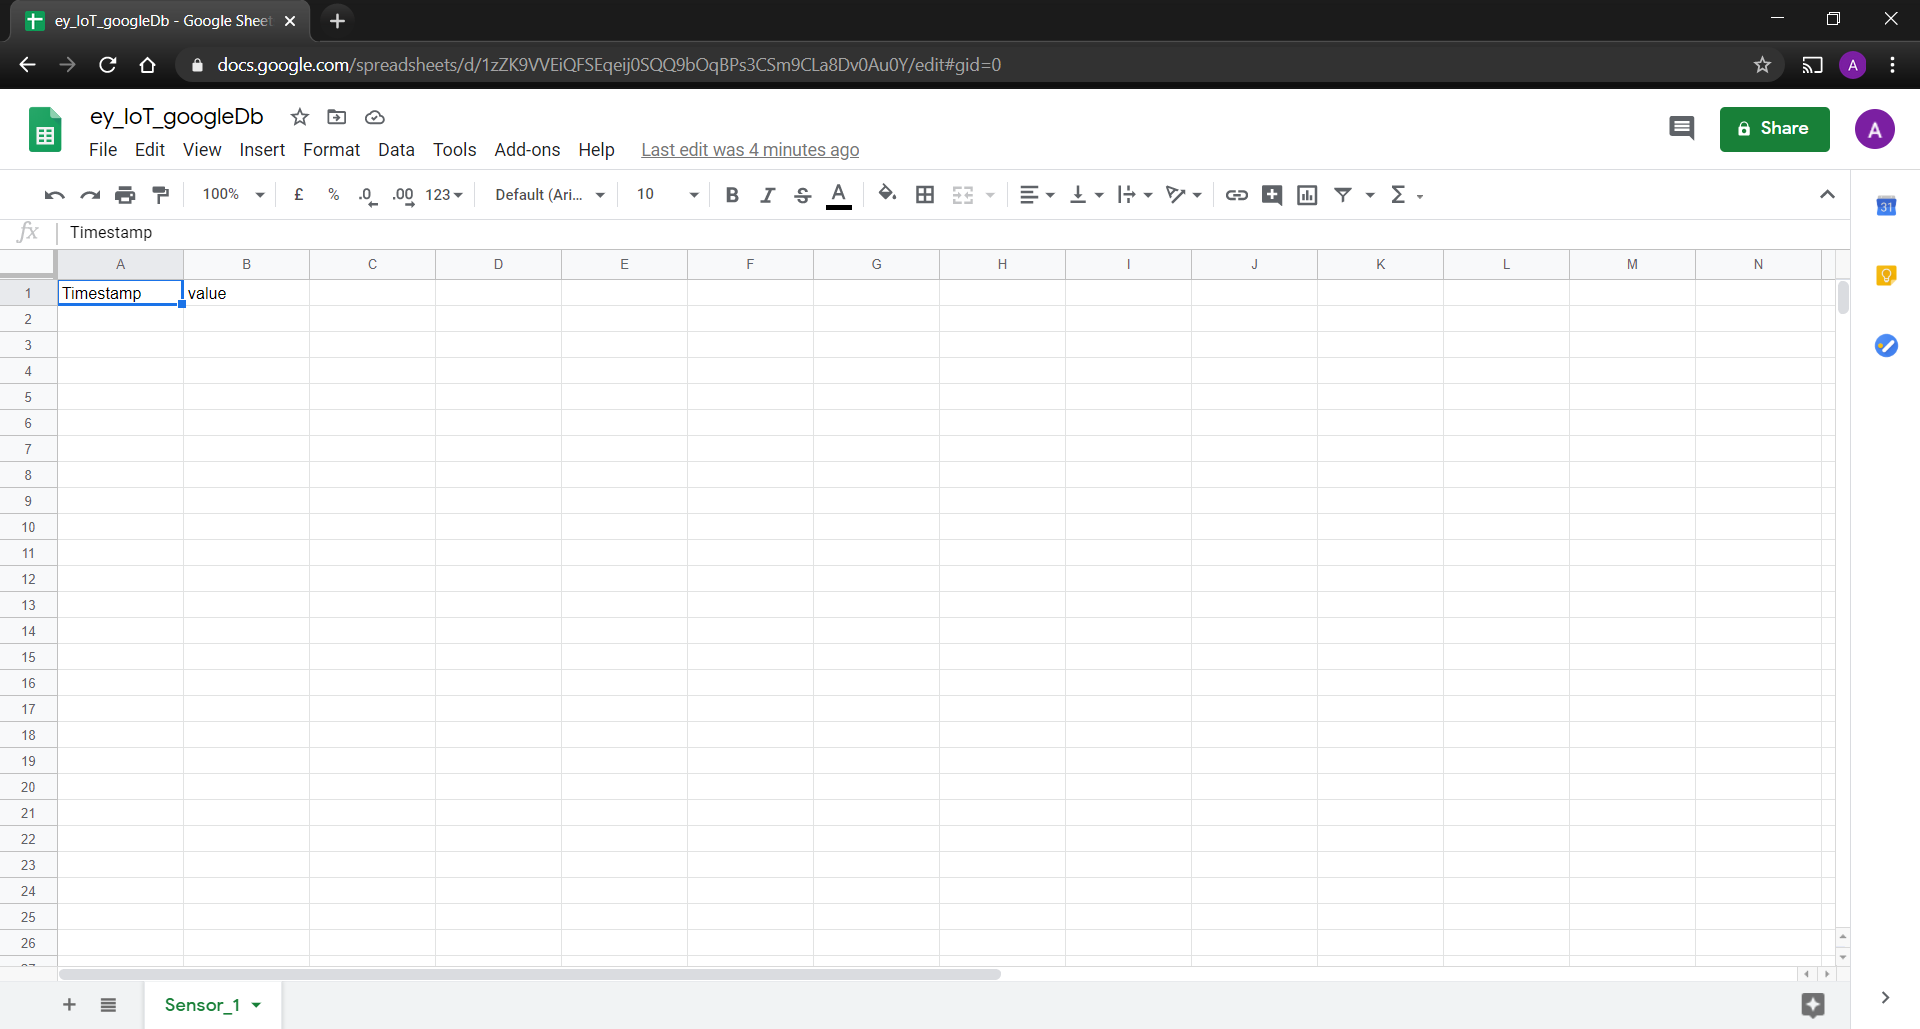 ey_IoT_googleDb - Google Sheet
docs.google.com/spreadsheets/d/1zZK9VVEiQFSEqeij0SQQ9bOqBPs3CSm9CLa8Dv0Au0Y/edit#gid=0
A
ey_IoT_googleDb
File Edit View Insert Format Data Tools Add-ons Help Last edit was 4 minutes ago
Share
A
100% £ % .0 .00 123 Default (Ari... 10 B I S A Σ
31
fx Timestamp
A B C D E F G H I J K L M N
1 Timestamp value
2
3
4
5
6
7
8
9
10
11
12
13
14
15
16
17
18
19
20
21
22
23
24
25
26
Sensor_1